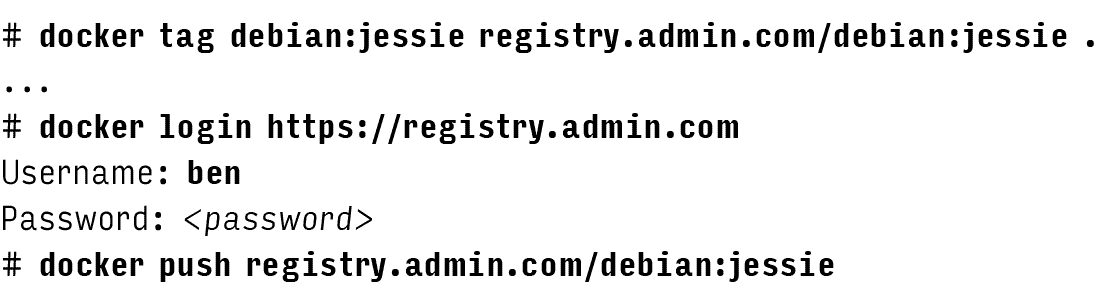 # docker tag debian:jessie registry.admin.com/debian:jessie .
...
# docker login https://registry.admin.com
Username: ben
Password: <password>
# docker push registry.admin.com/debian:jessie